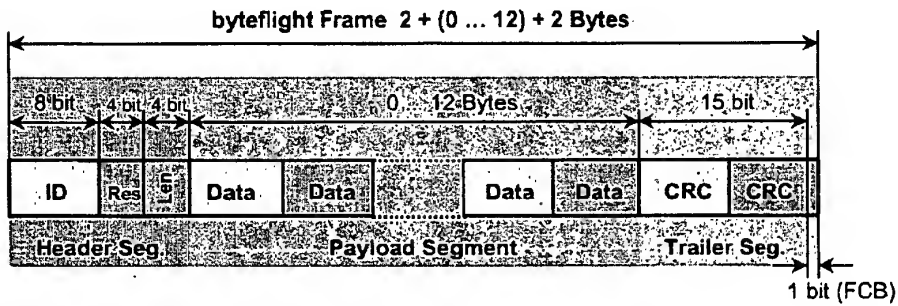 byteflight Frame 2 + (0 ... 12) + 2 Bytes
8 bit 4 bit 4 bit 0 ... 12 Bytes 15 bit
ID Res Len Data Data Data Data CRC CRC
Header Seg. Payload Segment Trailer Seg.
1 bit (FCB)